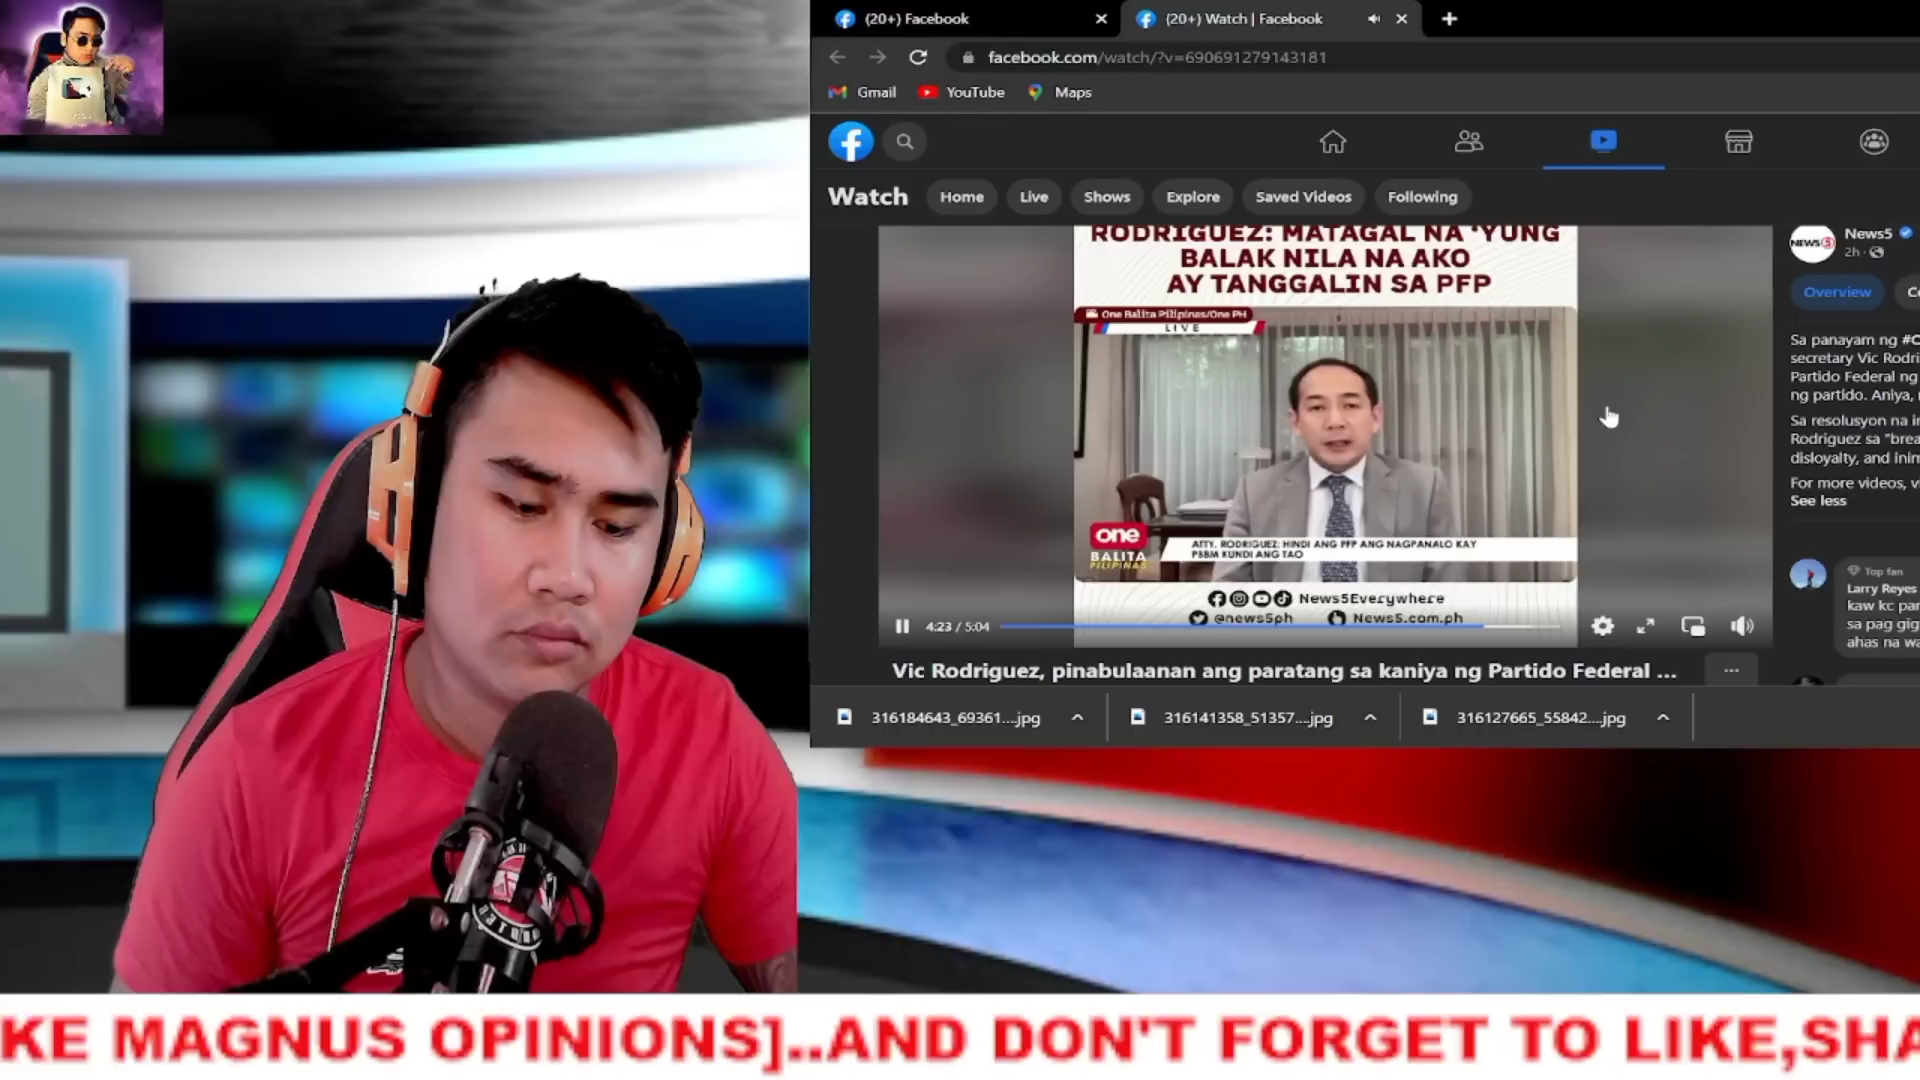 (20+) Facebook
(20+) Watch | Facebook
facebook.com/watch/?v=690691279143181
Gmail
YouTube
Maps
Watch
Home
Live
Shows
Explore
Saved Videos
Following
RODRIGUEZ: MATAGAL NA 'YUNG
BALAK NILA NA AKO
AY TANGGALIN SA PFP
One Balita Pilipinas/One PH
LIVE
one
BALITA
PILIPINAS
ATTY. RODRIGUEZ: HINDI ANG PFP ANG NAGPANALO KAY
PBBM KUNDI ANG TAO
News5Everywhere
@news5ph
News5.com.ph
4:23 / 5:04
Vic Rodriguez, pinabulaanan ang paratang sa kaniya ng Partido Federal ...
NEWS5
News5
2h
Overview
Sa panayam ng #O
secretary Vic Rodri
Partido Federal ng
ng partido. Aniya,
Sa resolusyon na i
Rodriguez sa "brea
disloyalty, and inim
For more videos, v
See less
Top fan
Larry Reyes
kaw kc par
sa pag gig
ahas na wa
316184643_69361....jpg
316141358_51357....jpg
316127665_55842....jpg
KE MAGNUS OPINIONS]..AND DON'T FORGET TO LIKE,SHA